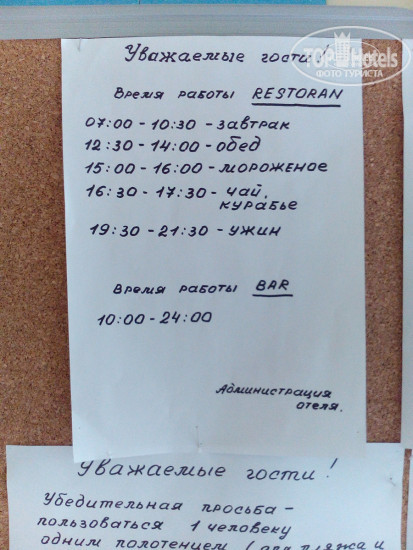 Уважаемые гости!
TOP Hotels
ФОТО ТУРИСТА
Время работы RESTORAN
07:00 - 10:30 - завтрак
12:30 - 14:00 - обед
15:00 - 16:00 - мороженое
16:30 - 17:30 - чай,
курабье
19:30 - 21:30 - ужин
Время работы BAR
10:00 - 24:00
Администрация
отеля.
Уважаемые гости!
Убедительная просьба -
пользоваться 1 человеку
одним полотенцем (для пляжа и